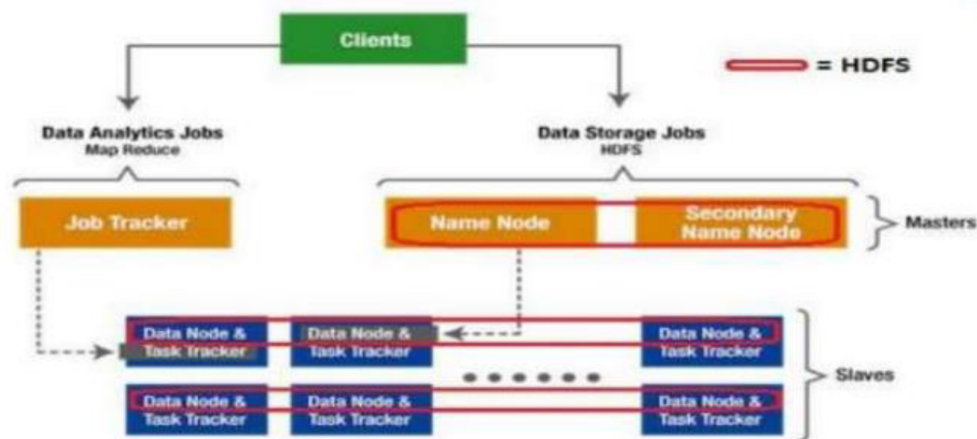 Clients
= HDFS
Data Analytics Jobs
Map Reduce
Data Storage Jobs
HDFS
Job Tracker
Name Node
Secondary
Name Node
Masters
Data Node &
Task Tracker
Data Node &
Task Tracker
Data Node &
Task Tracker
Slaves
Data Node &
Task Tracker
Data Node &
Task Tracker
Data Node &
Task Tracker